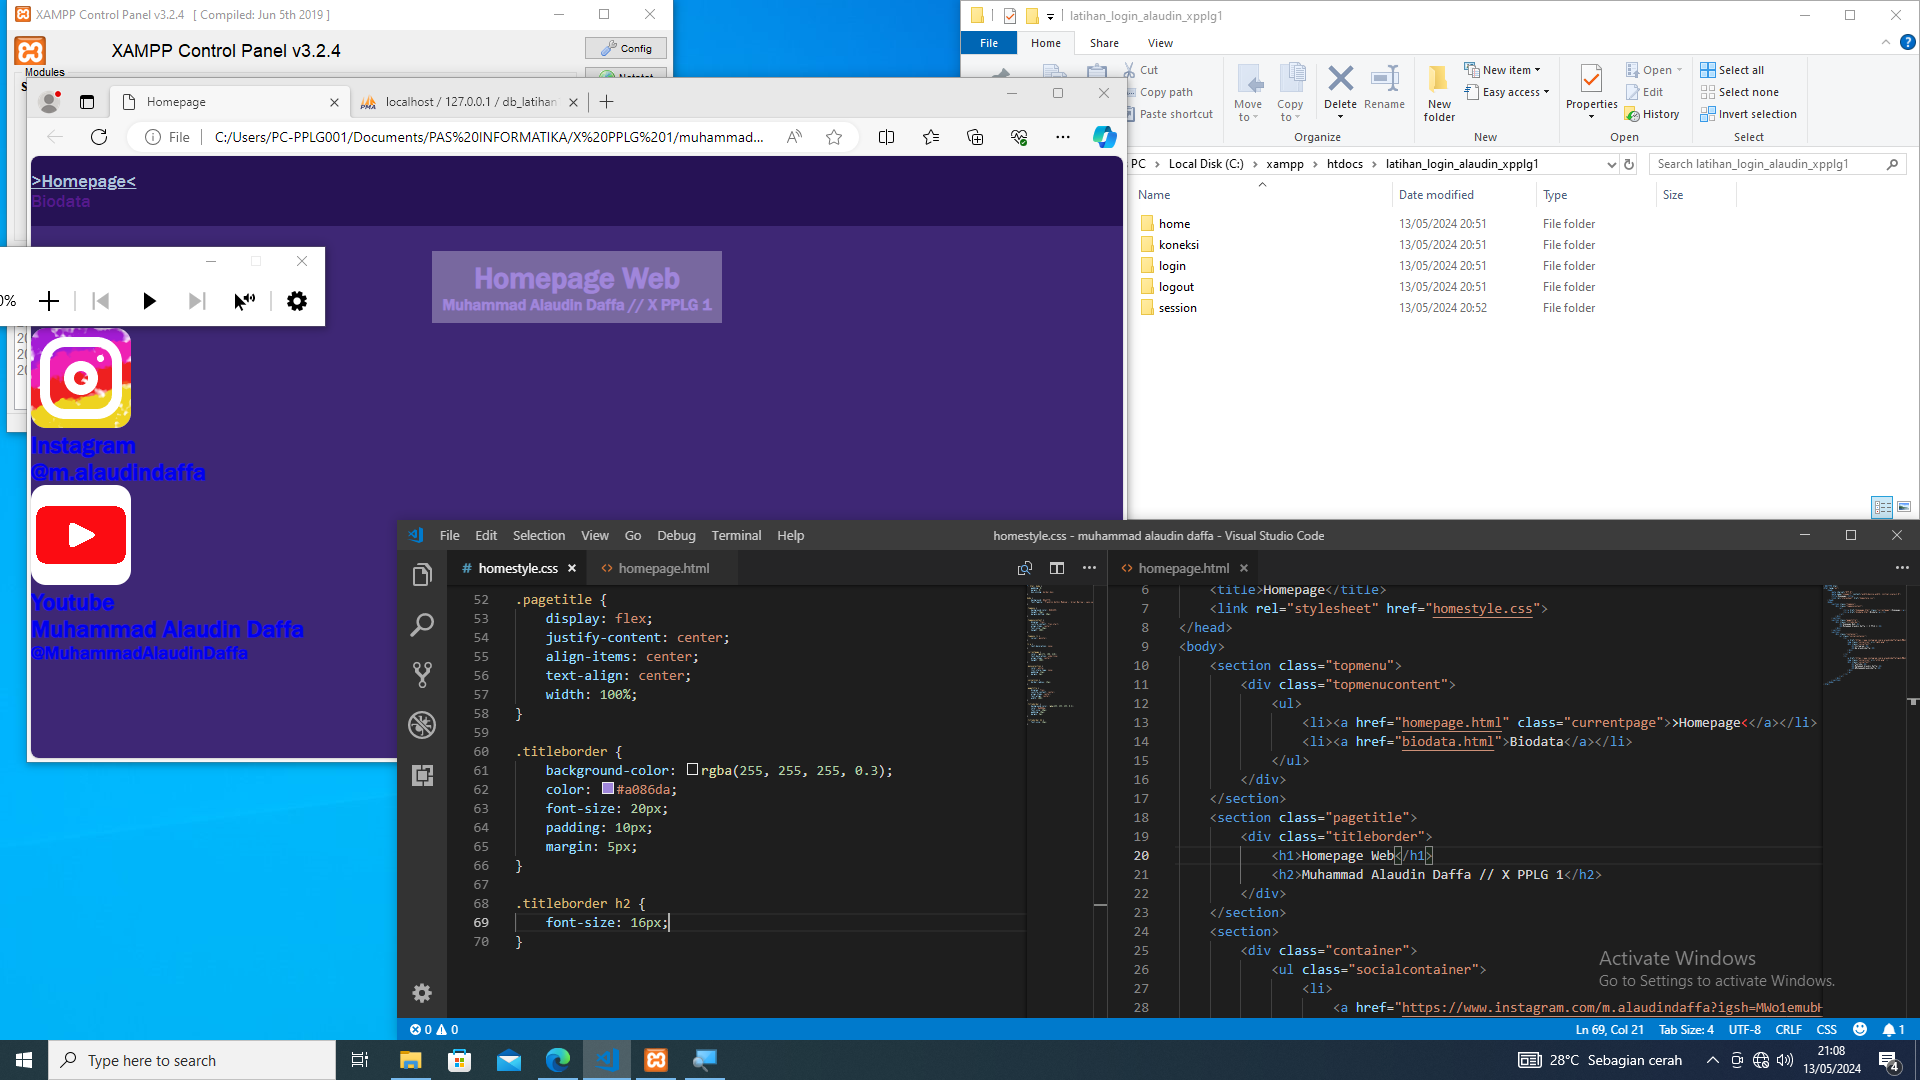 XAMPP Control Panel v3.2.4 [ Compiled: Jun 5th 2019 ]
XAMPP Control Panel v3.2.4
Config
Modules
Netstat
Homepage
localhost / 127.0.0.1 / db_latihan
File
C:/Users/PC-PPLG001/Documents/PAS%20INFORMATIKA/X%20PPLG%201/muhammad...
>Homepage<
Biodata
Homepage Web
Muhammad Alaudin Daffa // X PPLG 1
0%
Instagram
@m.alaudindaffa
Youtube
Muhammad Alaudin Daffa
@MuhammadAlaudinDaffa
latihan_login_alaudin_xpplg1
File
Home
Share
View
Cut
Copy path
Paste shortcut
Move to
Copy to
Delete
Rename
Organize
New folder
New item
Easy access
New
Properties
Open
Edit
History
Open
Select all
Select none
Invert selection
Select
PC > Local Disk (C:) > xampp > htdocs > latihan_login_alaudin_xpplg1
Search latihan_login_alaudin_xpplg1
Name Date modified Type Size
home 13/05/2024 20:51 File folder
koneksi 13/05/2024 20:51 File folder
login 13/05/2024 20:51 File folder
logout 13/05/2024 20:51 File folder
session 13/05/2024 20:52 File folder
File Edit Selection View Go Debug Terminal Help
homestyle.css - muhammad alaudin daffa - Visual Studio Code
# homestyle.css
<> homepage.html
52 .pagetitle {
53 display: flex;
54 justify-content: center;
55 align-items: center;
56 text-align: center;
57 width: 100%;
58 }
59
60 .titleborder {
61 background-color: rgba(255, 255, 255, 0.3);
62 color: #a086da;
63 font-size: 20px;
64 padding: 10px;
65 margin: 5px;
66 }
67
68 .titleborder h2 {
69 font-size: 16px;
70 }
<> homepage.html
6 <title>Homepage</title>
7 <link rel="stylesheet" href="homestyle.css">
8 </head>
9 <body>
10 <section class="topmenu">
11 <div class="topmenucontent">
12 <ul>
13 <li><a href="homepage.html" class="currentpage">>Homepage<</a></li>
14 <li><a href="biodata.html">Biodata</a></li>
15 </ul>
16 </div>
17 </section>
18 <section class="pagetitle">
19 <div class="titleborder">
20 <h1>Homepage Web</h1>
21 <h2>Muhammad Alaudin Daffa // X PPLG 1</h2>
22 </div>
23 </section>
24 <section>
25 <div class="container">
26 <ul class="socialcontainer">
27 <li>
28 <a href="https://www.instagram.com/m.alaudindaffa?igsh=MWo1emubH
Activate Windows
Go to Settings to activate Windows.
0 0
Ln 69, Col 21 Tab Size: 4 UTF-8 CRLF CSS 1
Type here to search
28°C Sebagian cerah
21:08
13/05/2024
4